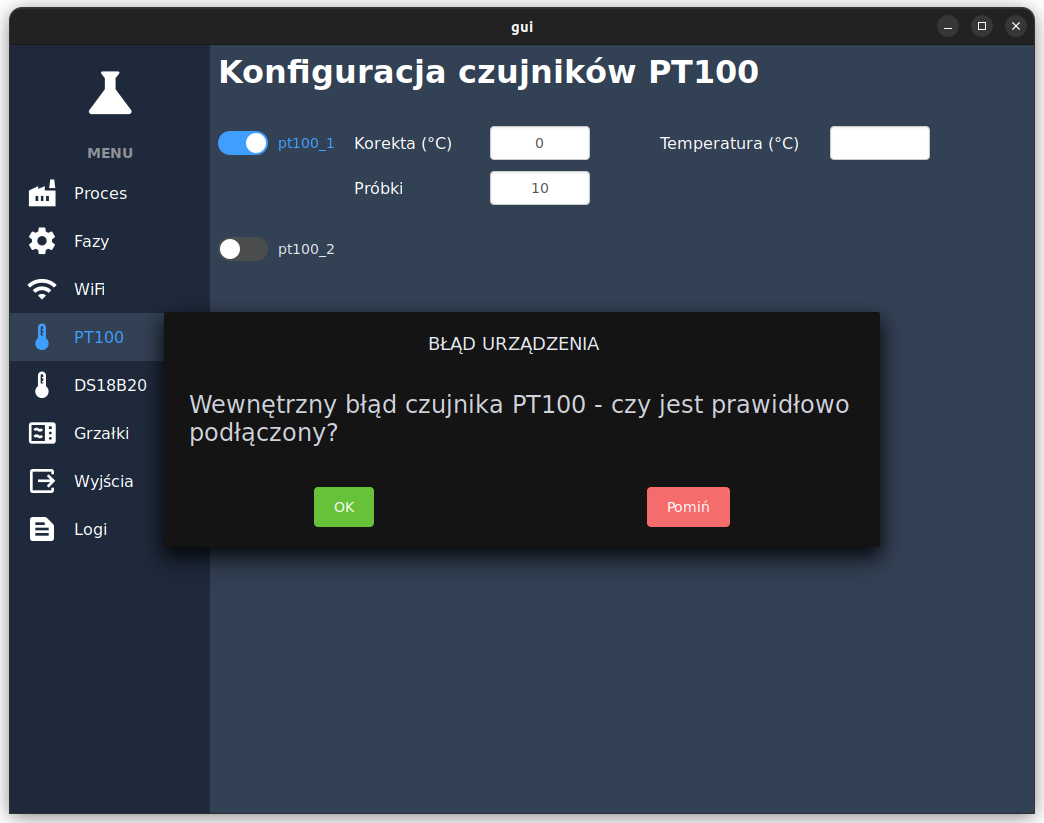 gui
Konfiguracja czujników PT100
MENU
Proces
Fazy
WiFi
PT100
DS18B20
Grzałki
Wyjścia
Logi
pt100_1 Korekta (°C) 0 Temperatura (°C)
Próbki 10
pt100_2
BŁĄD URZĄDZENIA
Wewnętrzny błąd czujnika PT100 - czy jest prawidłowo
podłączony?
OK Pomiń